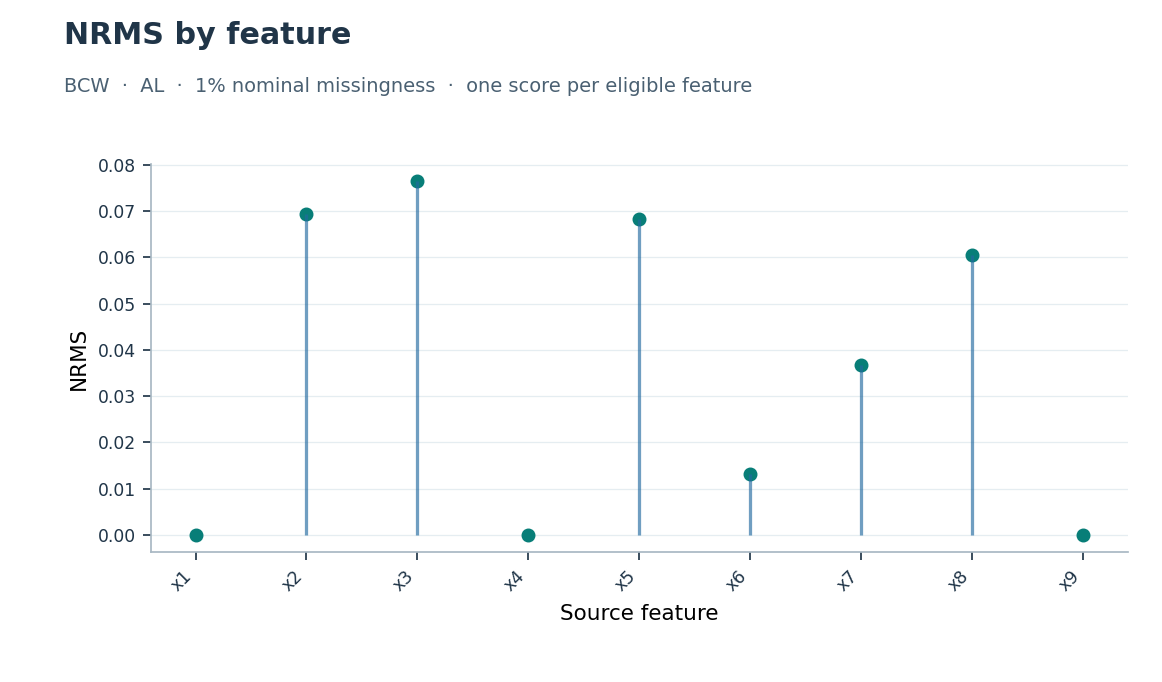 NRMS by feature
BCW · AL · 1% nominal missingness · one score per eligible feature
0.08
0.07
0.06
0.05
0.04
0.03
0.02
0.01
0.00
NRMS
x1 x2 x3 x4 x5 x6 x7 x8 x9
Source feature